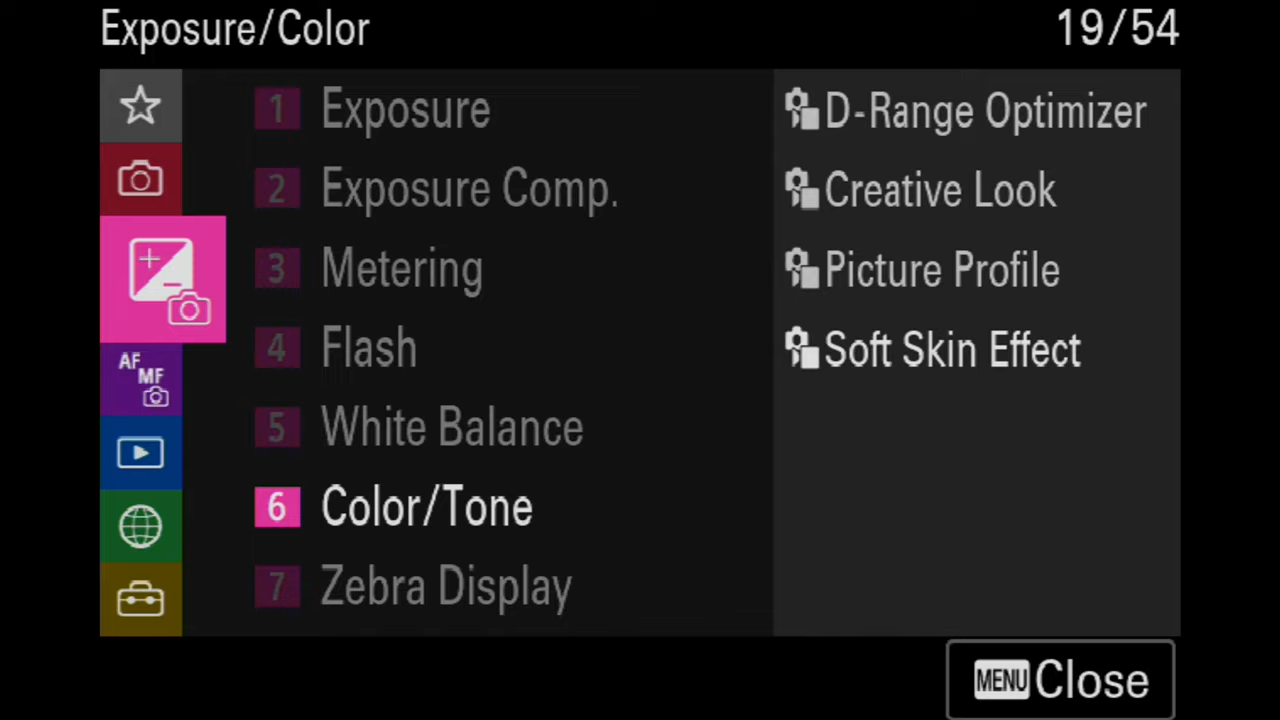 Exposure/Color 19/54
1 Exposure
2 Exposure Comp.
3 Metering
4 Flash
5 White Balance
6 Color/Tone
7 Zebra Display
AF
MF
D-Range Optimizer
Creative Look
Picture Profile
Soft Skin Effect
MENU Close